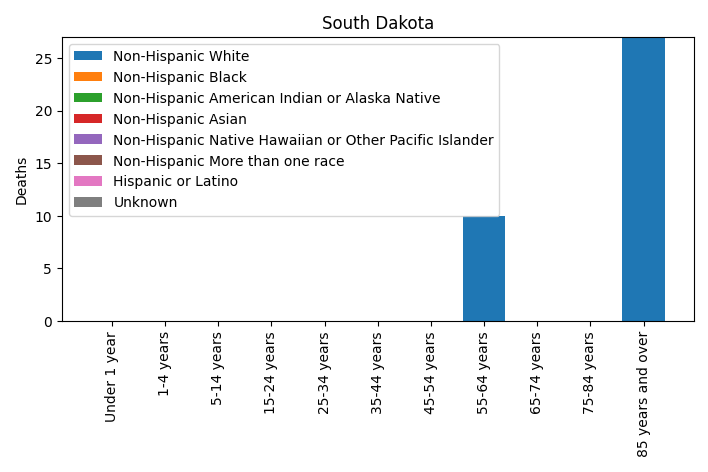 South Dakota
Deaths
25
20
15
10
5
0
Non-Hispanic White
Non-Hispanic Black
Non-Hispanic American Indian or Alaska Native
Non-Hispanic Asian
Non-Hispanic Native Hawaiian or Other Pacific Islander
Non-Hispanic More than one race
Hispanic or Latino
Unknown
Under 1 year
1-4 years
5-14 years
15-24 years
25-34 years
35-44 years
45-54 years
55-64 years
65-74 years
75-84 years
85 years and over